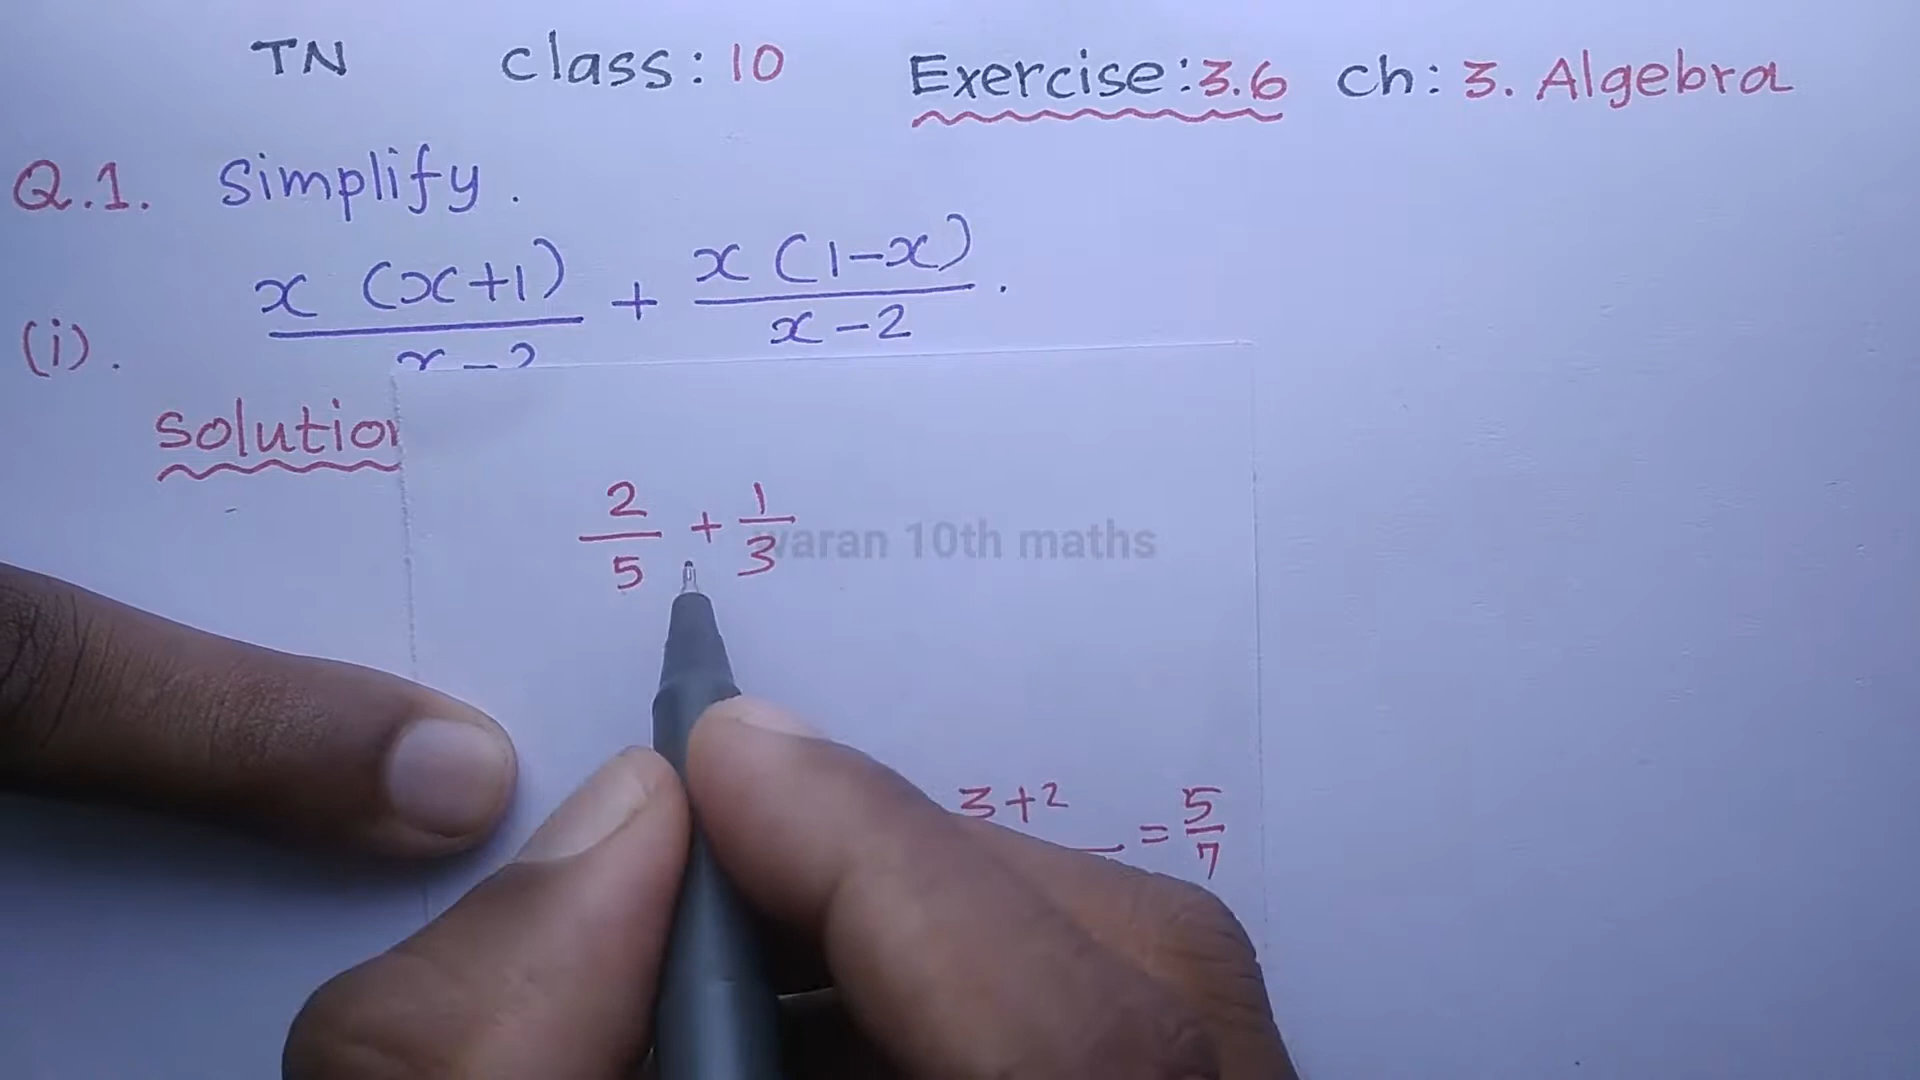 TN class: 10 Exercise: 3.6 ch: 3. Algebra
Q.1. Simplify.
(i). x (x+1) / x-2 + x (1-x) / x-2 .
Solution
2/5 + 1/3
waran 10th maths
3+2 = 5/7